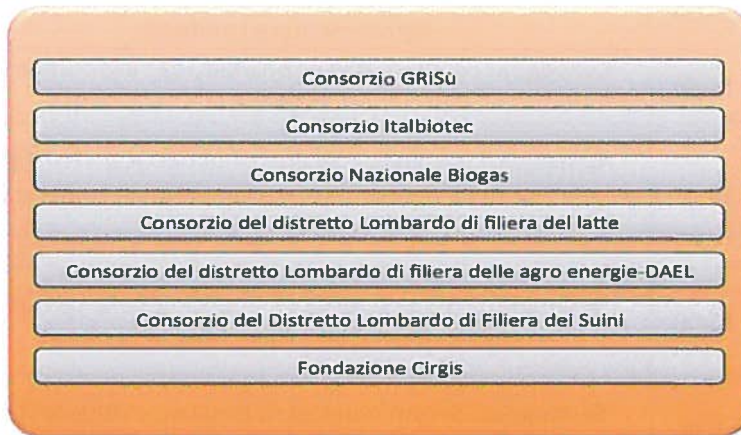 Consorzio GRiSù
Consorzio Italbiotec
Consorzio Nazionale Biogas
Consorzio del distretto Lombardo di filiera del latte
Consorzio del distretto Lombardo di filiera delle agro energie-DAEL
Consorzio del Distretto Lombardo di Filiera dei Suini
Fondazione Cirgis